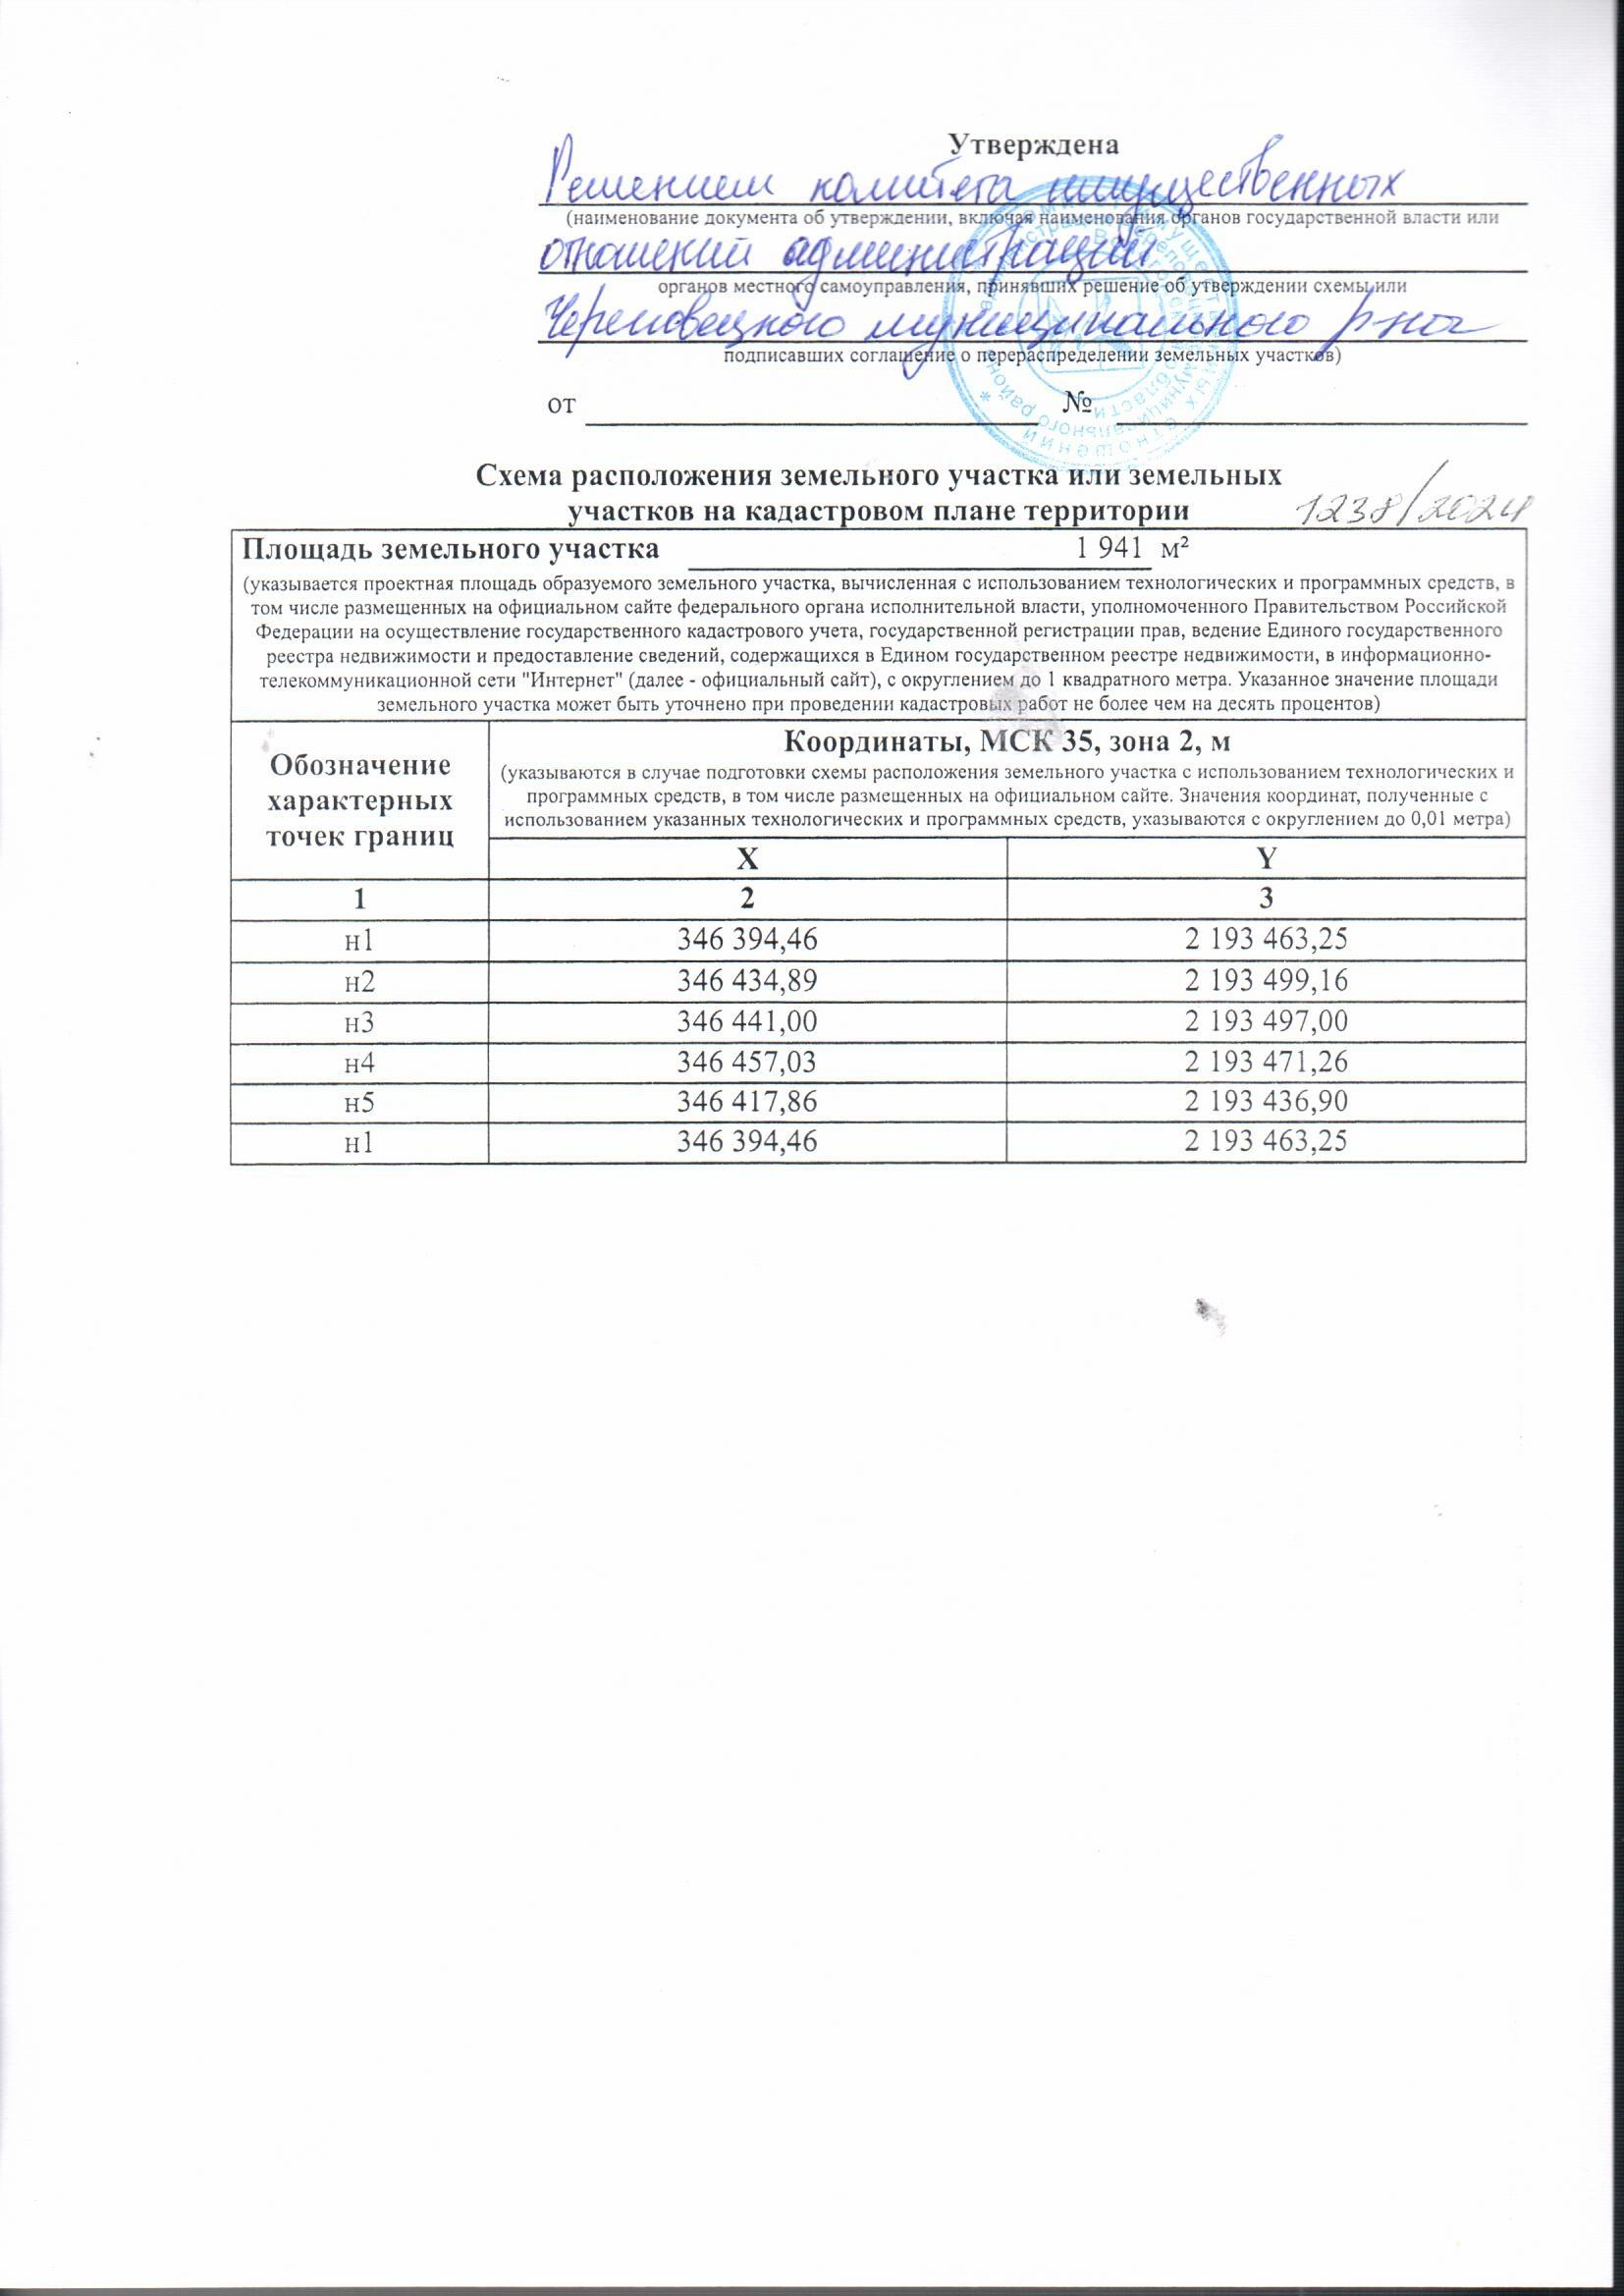 Утверждена
Решением комитета имущественных
(наименование документа об утверждении, включая наименования органов государственной власти или
отношений администрации
органов местного самоуправления, принявших решение об утверждении схемы или
Череповецкого муниципального р-на
подписавших соглашение о перераспределении земельных участков)
от №
Схема расположения земельного участка или земельных
участков на кадастровом плане территории
1238/2024
Площадь земельного участка 1 941 м²
(указывается проектная площадь образуемого земельного участка, вычисленная с использованием технологических и программных средств, в
том числе размещенных на официальном сайте федерального органа исполнительной власти, уполномоченного Правительством Российской
Федерации на осуществление государственного кадастрового учета, государственной регистрации прав, ведение Единого государственного
реестра недвижимости и предоставление сведений, содержащихся в Едином государственном реестре недвижимости, в информационно-
телекоммуникационной сети "Интернет" (далее - официальный сайт), с округлением до 1 квадратного метра. Указанное значение площади
земельного участка может быть уточнено при проведении кадастровых работ не более чем на десять процентов)
Обозначение
характерных
точек границ
Координаты, МСК 35, зона 2, м
(указываются в случае подготовки схемы расположения земельного участка с использованием технологических и
программных средств, в том числе размещенных на официальном сайте. Значения координат, полученные с
использованием указанных технологических и программных средств, указываются с округлением до 0,01 метра)
X Y
1 2 3
н1 346 394,46 2 193 463,25
н2 346 434,89 2 193 499,16
н3 346 441,00 2 193 497,00
н4 346 457,03 2 193 471,26
н5 346 417,86 2 193 436,90
н1 346 394,46 2 193 463,25